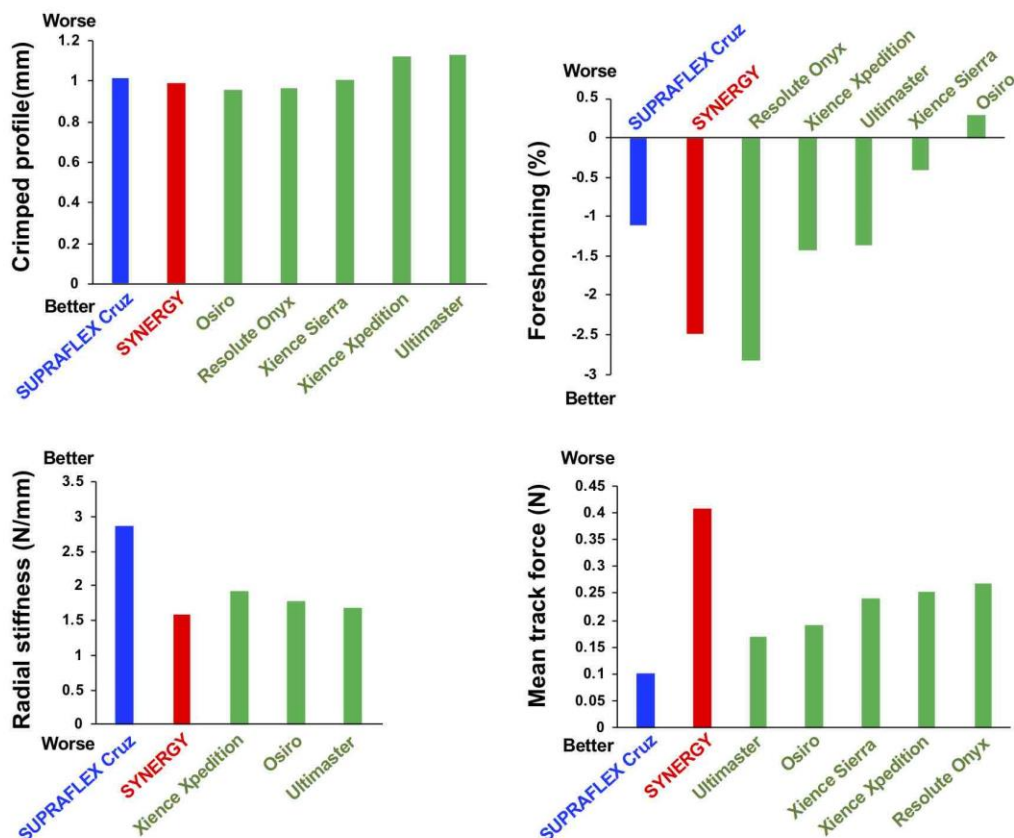 Worse
Crimped profile(mm)
1.2
1
0.8
0.6
0.4
0.2
0
Better
SUPRAFLEX Cruz
SYNERGY
Osiro
Resolute Onyx
Xience Sierra
Xience Xpedition
Ultimaster
Worse
Foreshortning (%)
0.5
0
-0.5
-1
-1.5
-2
-2.5
-3
Better
SUPRAFLEX Cruz
SYNERGY
Resolute Onyx
Xience Xpedition
Ultimaster
Xience Sierra
Osiro
Better
Radial stiffness (N/mm)
3.5
3
2.5
2
1.5
1
0.5
0
Worse
SUPRAFLEX Cruz
SYNERGY
Xience Xpedition
Osiro
Ultimaster
Worse
Mean track force (N)
0.45
0.4
0.35
0.3
0.25
0.2
0.15
0.1
0.05
0
Better
SUPRAFLEX Cruz
SYNERGY
Ultimaster
Osiro
Xience Sierra
Xience Xpedition
Resolute Onyx